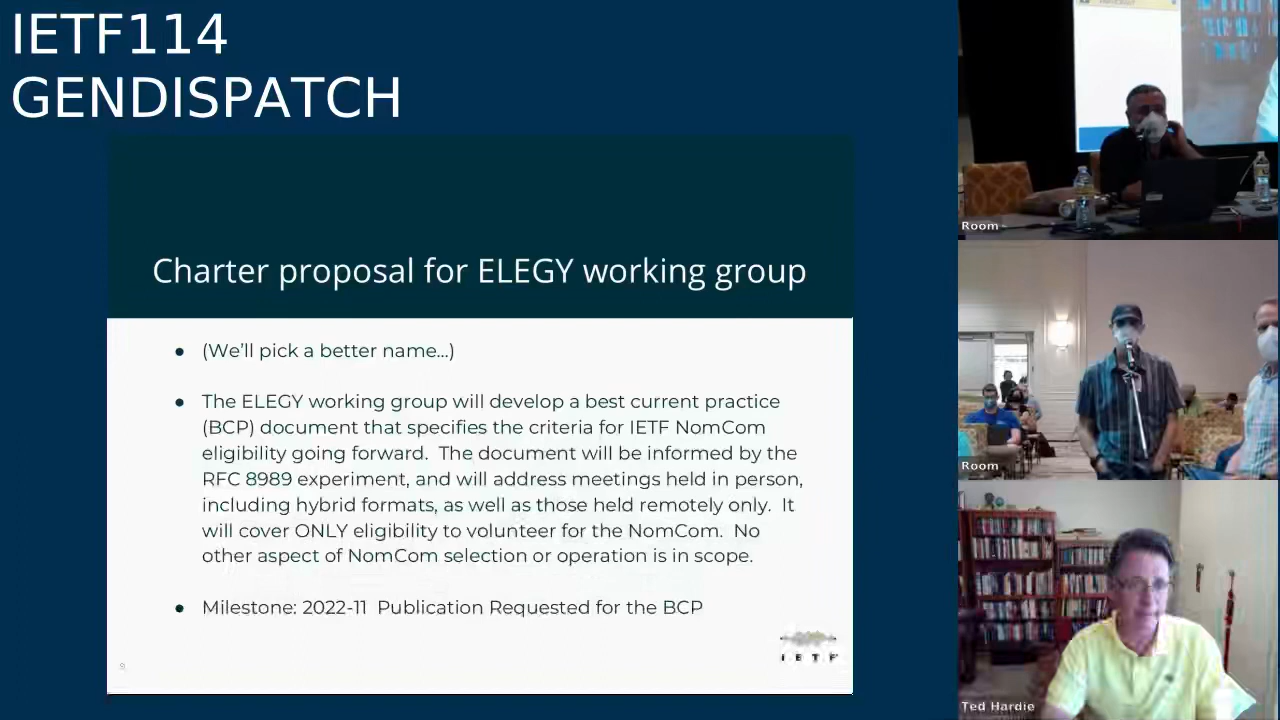 IETF114
GENDISPATCH
Charter proposal for ELEGY working group
(We'll pick a better name...)
The ELEGY working group will develop a best current practice
(BCP) document that specifies the criteria for IETF NomCom
eligibility going forward.  The document will be informed by the
RFC 8989 experiment, and will address meetings held in person,
including hybrid formats, as well as those held remotely only.  It
will cover ONLY eligibility to volunteer for the NomCom.  No
other aspect of NomCom selection or operation is in scope.
Milestone: 2022-11  Publication Requested for the BCP
I E T F
9
Room
Room
Ted Hardie